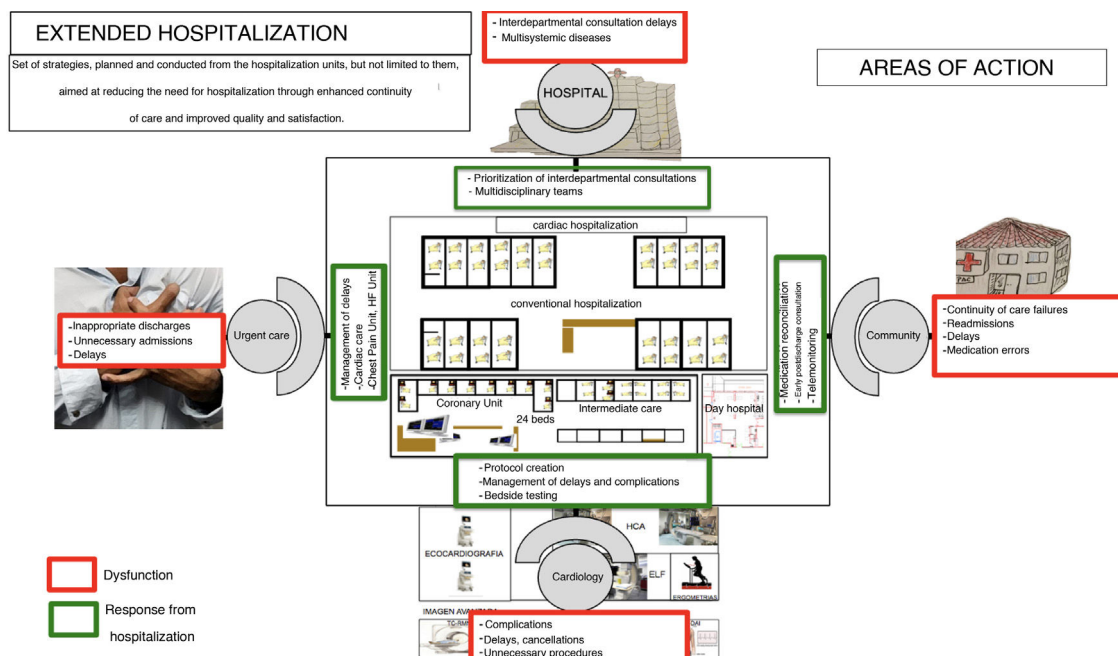 EXTENDED HOSPITALIZATION
Set of strategies, planned and conducted from the hospitalization units, but not limited to them,
aimed at reducing the need for hospitalization through enhanced continuity
of care and improved quality and satisfaction.
- Interdepartmental consultation delays
- Multisystemic diseases
HOSPITAL
AREAS OF ACTION
- Prioritization of interdepartmental consultations
- Multidisciplinary teams
cardiac hospitalization
conventional hospitalization
Coronary Unit
24 beds
Intermediate care
Day hospital
-Inappropriate discharges
-Unnecessary admissions
-Delays
Urgent care
-Management of delays
-Cardiac care
-Chest Pain Unit, HF Unit
- Medication reconciliation
- Early postdischarge consultation
- Telemonitoring
Community
PAC
-Continuity of care failures
-Readmissions
-Delays
-Medication errors
-Protocol creation
-Management of delays and complications
-Bedside testing
ECOCARDIOGRAFIA
HCA
Cardiology
ELF
ERGOMETRIAS
IMAGEN AVANZADA
- Complications
-Delays, cancellations
-Unnecessary procedures
Dysfunction
Response from
hospitalization